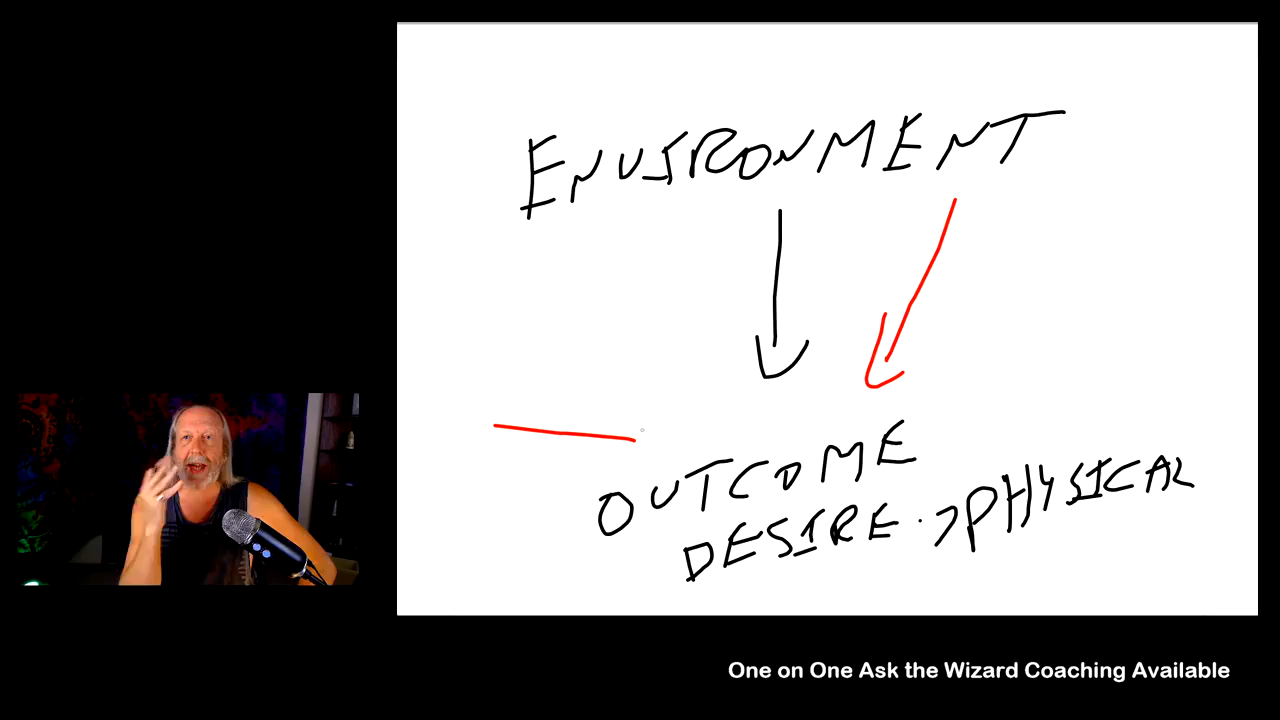 ENVIRONMENT
OUTCOME
DESIRE.->PHYSICAL
One on One Ask the Wizard Coaching Available